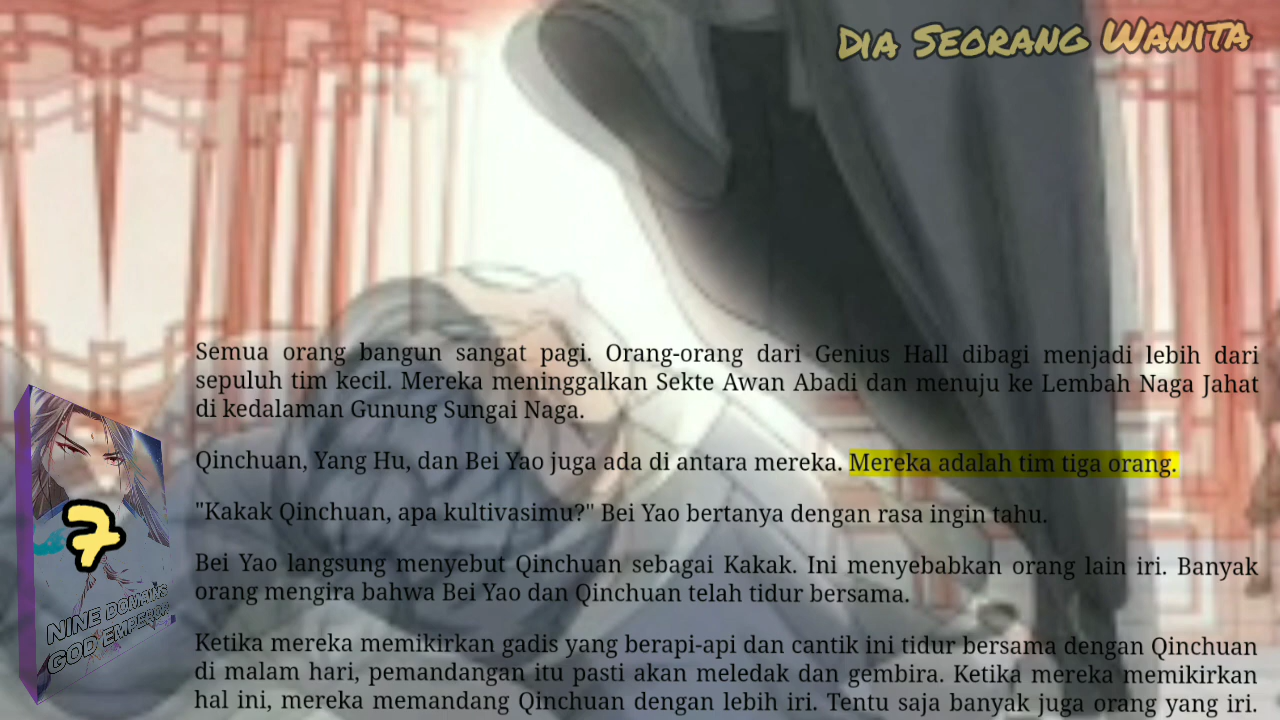 Dia Seorang Wanita
Semua orang bangun sangat pagi. Orang-orang dari Genius Hall dibagi menjadi lebih dari
sepuluh tim kecil. Mereka meninggalkan Sekte Awan Abadi dan menuju ke Lembah Naga Jahat
di kedalaman Gunung Sungai Naga.
Qinchuan, Yang Hu, dan Bei Yao juga ada di antara mereka. Mereka adalah tim tiga orang.
"Kakak Qinchuan, apa kultivasimu?" Bei Yao bertanya dengan rasa ingin tahu.
Bei Yao langsung menyebut Qinchuan sebagai Kakak. Ini menyebabkan orang lain iri. Banyak
orang mengira bahwa Bei Yao dan Qinchuan telah tidur bersama.
Ketika mereka memikirkan gadis yang berapi-api dan cantik ini tidur bersama dengan Qinchuan
di malam hari, pemandangan itu pasti akan meledak dan gembira. Ketika mereka memikirkan
hal ini, mereka memandang Qinchuan dengan lebih iri. Tentu saja banyak juga orang yang iri.
7
NINE DOMAINS
GOD EMPEROR